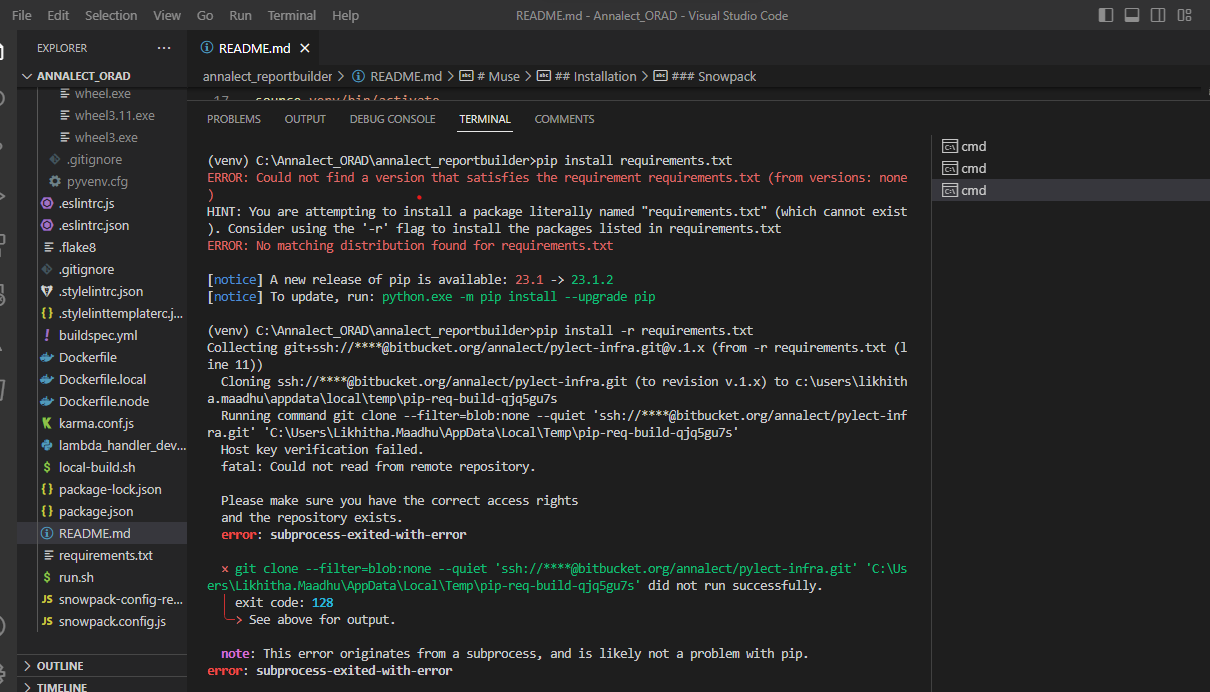 File Edit Selection View Go Run Terminal Help README.md - Annalect_ORAD - Visual Studio Code
EXPLORER
ANNALECT_ORAD
wheel.exe
wheel3.11.exe
wheel3.exe
.gitignore
pyvenv.cfg
.eslintrc.js
.eslintrc.json
.flake8
.gitignore
.stylelintrc.json
.stylelinttemplaterc.j...
buildspec.yml
Dockerfile
Dockerfile.local
Dockerfile.node
karma.conf.js
lambda_handler_dev...
local-build.sh
package-lock.json
package.json
README.md
requirements.txt
run.sh
snowpack-config-re...
snowpack.config.js
OUTLINE
TIMELINE
README.md
annalect_reportbuilder > README.md > # Muse > ## Installation > ### Snowpack
17 source venv/bin/activate
PROBLEMS OUTPUT DEBUG CONSOLE TERMINAL COMMENTS
(venv) C:\Annalect_ORAD\annalect_reportbuilder>pip install requirements.txt
ERROR: Could not find a version that satisfies the requirement requirements.txt (from versions: none
)
HINT: You are attempting to install a package literally named "requirements.txt" (which cannot exist
). Consider using the '-r' flag to install the packages listed in requirements.txt
ERROR: No matching distribution found for requirements.txt
[notice] A new release of pip is available: 23.1 -> 23.1.2
[notice] To update, run: python.exe -m pip install --upgrade pip
(venv) C:\Annalect_ORAD\annalect_reportbuilder>pip install -r requirements.txt
Collecting git+ssh://****@bitbucket.org/annalect/pylect-infra.git@v.1.x (from -r requirements.txt (l
ine 11))
Cloning ssh://****@bitbucket.org/annalect/pylect-infra.git (to revision v.1.x) to c:\users\likhith
a.maadhu\appdata\local\temp\pip-req-build-qjq5gu7s
Running command git clone --filter=blob:none --quiet 'ssh://****@bitbucket.org/annalect/pylect-inf
ra.git' 'C:\Users\Likhitha.Maadhu\AppData\Local\Temp\pip-req-build-qjq5gu7s'
Host key verification failed.
fatal: Could not read from remote repository.
Please make sure you have the correct access rights
and the repository exists.
error: subprocess-exited-with-error
× git clone --filter=blob:none --quiet 'ssh://****@bitbucket.org/annalect/pylect-infra.git' 'C:\Us
ers\Likhitha.Maadhu\AppData\Local\Temp\pip-req-build-qjq5gu7s' did not run successfully.
exit code: 128
See above for output.
note: This error originates from a subprocess, and is likely not a problem with pip.
error: subprocess-exited-with-error
cmd
cmd
cmd